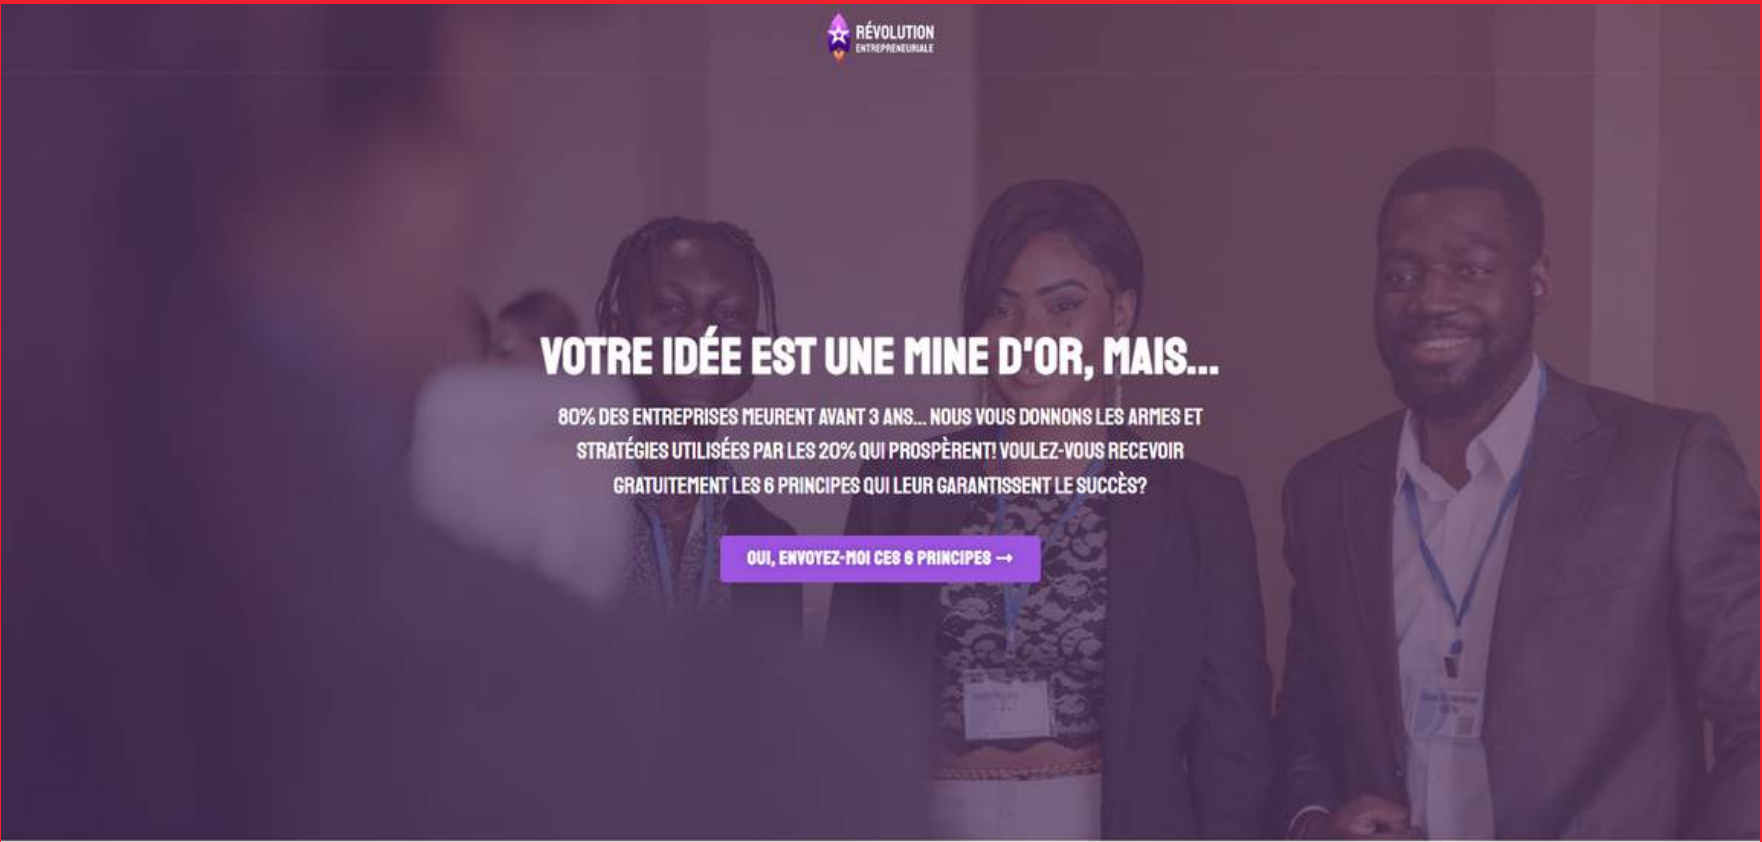 RÉVOLUTION
ENTREPRENEURIALE
VOTRE IDÉE EST UNE MINE D'OR, MAIS...
80% DES ENTREPRISES MEURENT AVANT 3 ANS... NOUS VOUS DONNONS LES ARMES ET
STRATÉGIES UTILISÉES PAR LES 20% QUI PROSPÈRENT! VOULEZ-VOUS RECEVOIR
GRATUITEMENT LES 6 PRINCIPES QUI LEUR GARANTISSENT LE SUCCÈS?
OUI, ENVOYEZ-MOI CES 6 PRINCIPES →